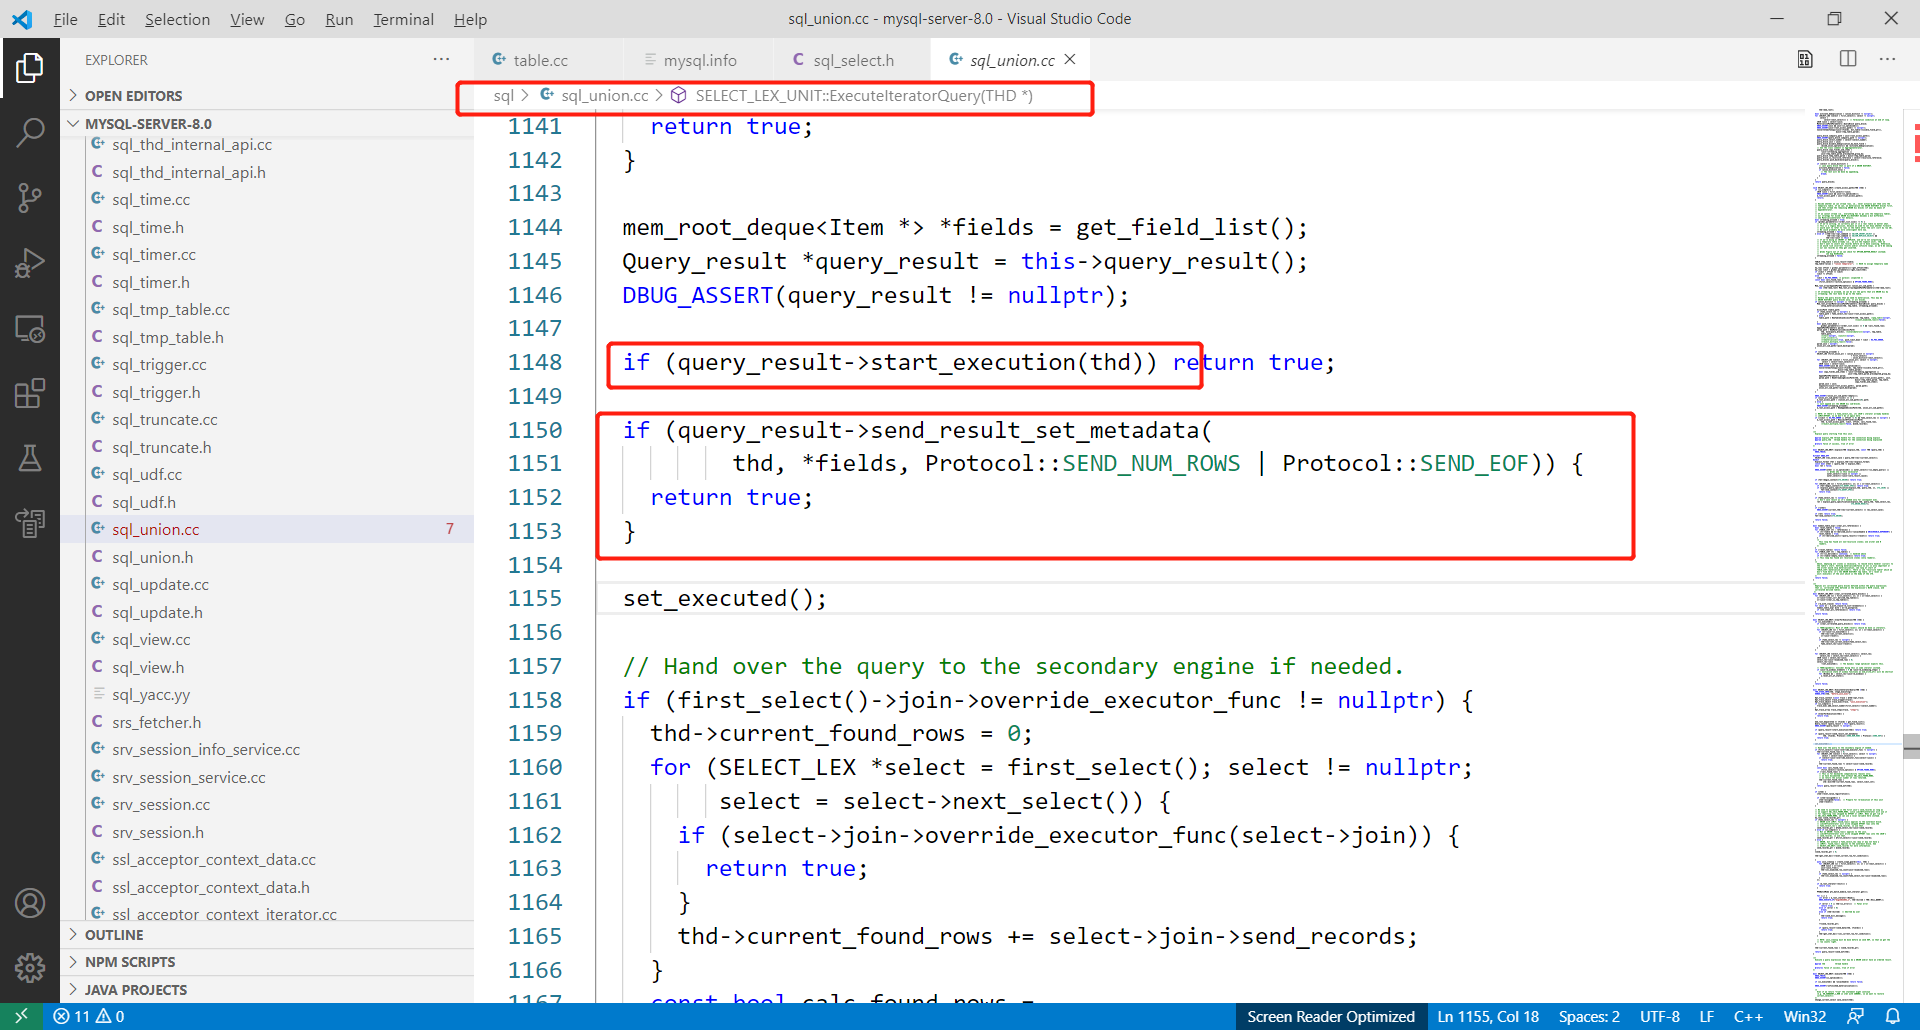 File Edit Selection View Go Run Terminal Help
sql_union.cc - mysql-server-8.0 - Visual Studio Code
EXPLORER
OPEN EDITORS
MYSQL-SERVER-8.0
sql_thd_internal_api.cc
sql_thd_internal_api.h
sql_time.cc
sql_time.h
sql_timer.cc
sql_timer.h
sql_tmp_table.cc
sql_tmp_table.h
sql_trigger.cc
sql_trigger.h
sql_truncate.cc
sql_truncate.h
sql_udf.cc
sql_udf.h
sql_union.cc 7
sql_union.h
sql_update.cc
sql_update.h
sql_view.cc
sql_view.h
sql_yacc.yy
srs_fetcher.h
srv_session_info_service.cc
srv_session_service.cc
srv_session.cc
srv_session.h
ssl_acceptor_context_data.cc
ssl_acceptor_context_data.h
ssl_acceptor_context_iterator.cc
OUTLINE
NPM SCRIPTS
JAVA PROJECTS
table.cc mysql.info sql_select.h sql_union.cc
sql > sql_union.cc > SELECT_LEX_UNIT::ExecuteIteratorQuery(THD *)
1141 return true;
1142 }
1143
1144 mem_root_deque<Item *> *fields = get_field_list();
1145 Query_result *query_result = this->query_result();
1146 DBUG_ASSERT(query_result != nullptr);
1147
1148 if (query_result->start_execution(thd)) return true;
1149
1150 if (query_result->send_result_set_metadata(
1151 thd, *fields, Protocol::SEND_NUM_ROWS | Protocol::SEND_EOF)) {
1152 return true;
1153 }
1154
1155 set_executed();
1156
1157 // Hand over the query to the secondary engine if needed.
1158 if (first_select()->join->override_executor_func != nullptr) {
1159 thd->current_found_rows = 0;
1160 for (SELECT_LEX *select = first_select(); select != nullptr;
1161 select = select->next_select()) {
1162 if (select->join->override_executor_func(select->join)) {
1163 return true;
1164 }
1165 thd->current_found_rows += select->join->send_records;
1166 }
1167 const bool calc_found_rows =
11 0
Screen Reader Optimized Ln 1155, Col 18 Spaces: 2 UTF-8 LF C++ Win32